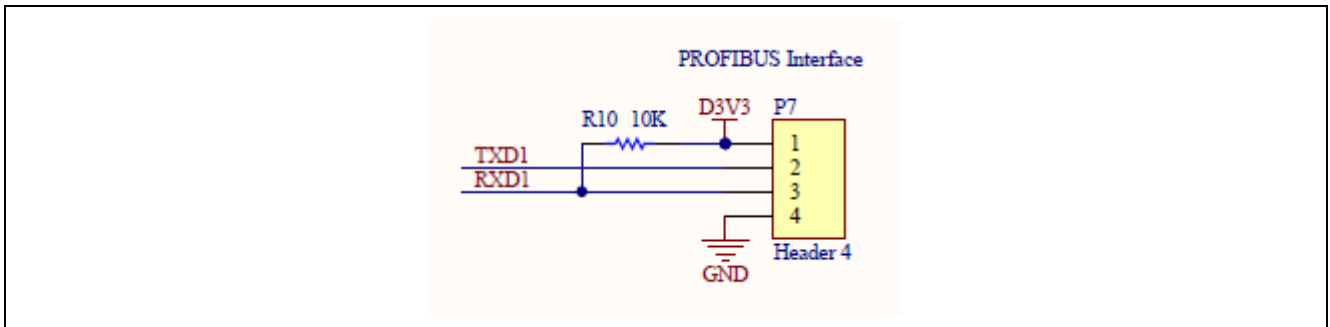 PROFIBUS Interface
D3V3 P7
R10 10K
1
TXD1
2
RXD1
3
4
Header 4
GND